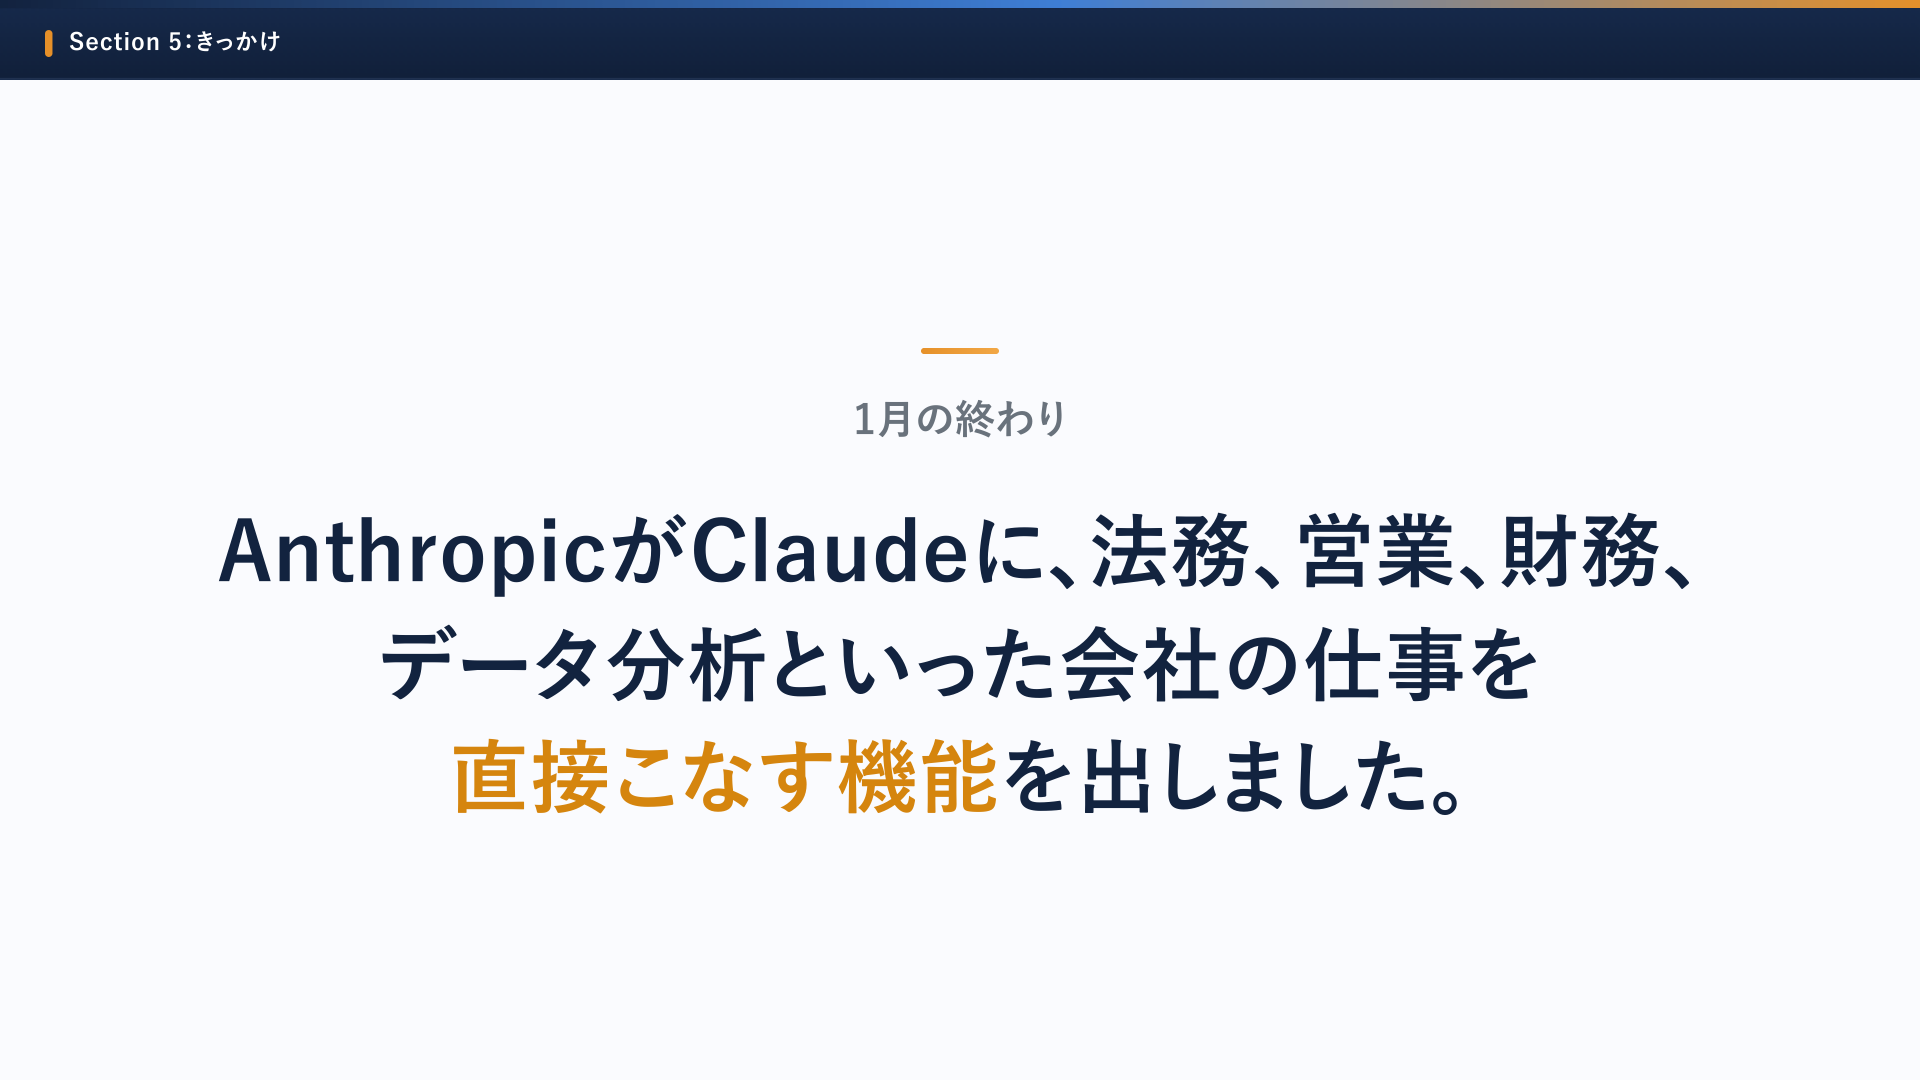 Section 5：きっかけ
1月の終わり
AnthropicがClaudeに、法務、営業、財務、
データ分析といった会社の仕事を
直接こなす機能を出しました。